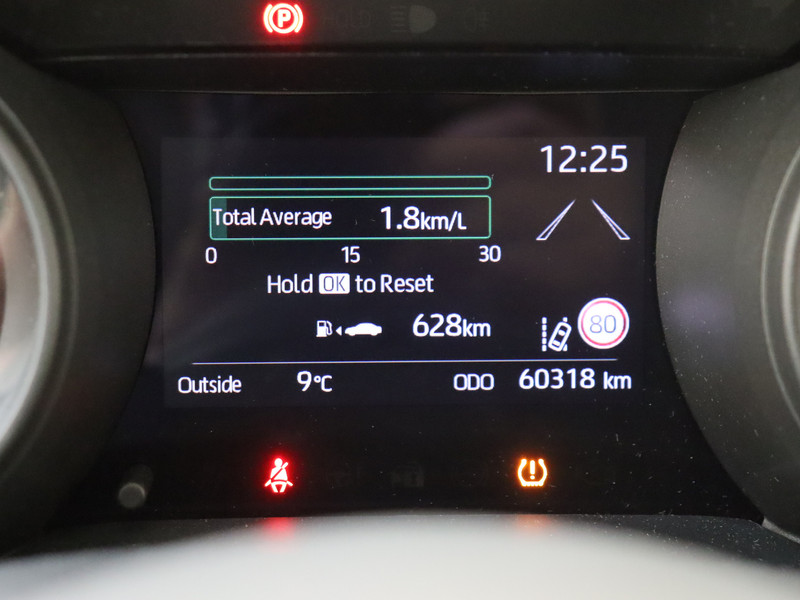 P
HOLD
12:25
Total Average 1.8km/L
0 15 30
Hold OK to Reset
628km
80
Outside 9°C ODO 60318 km